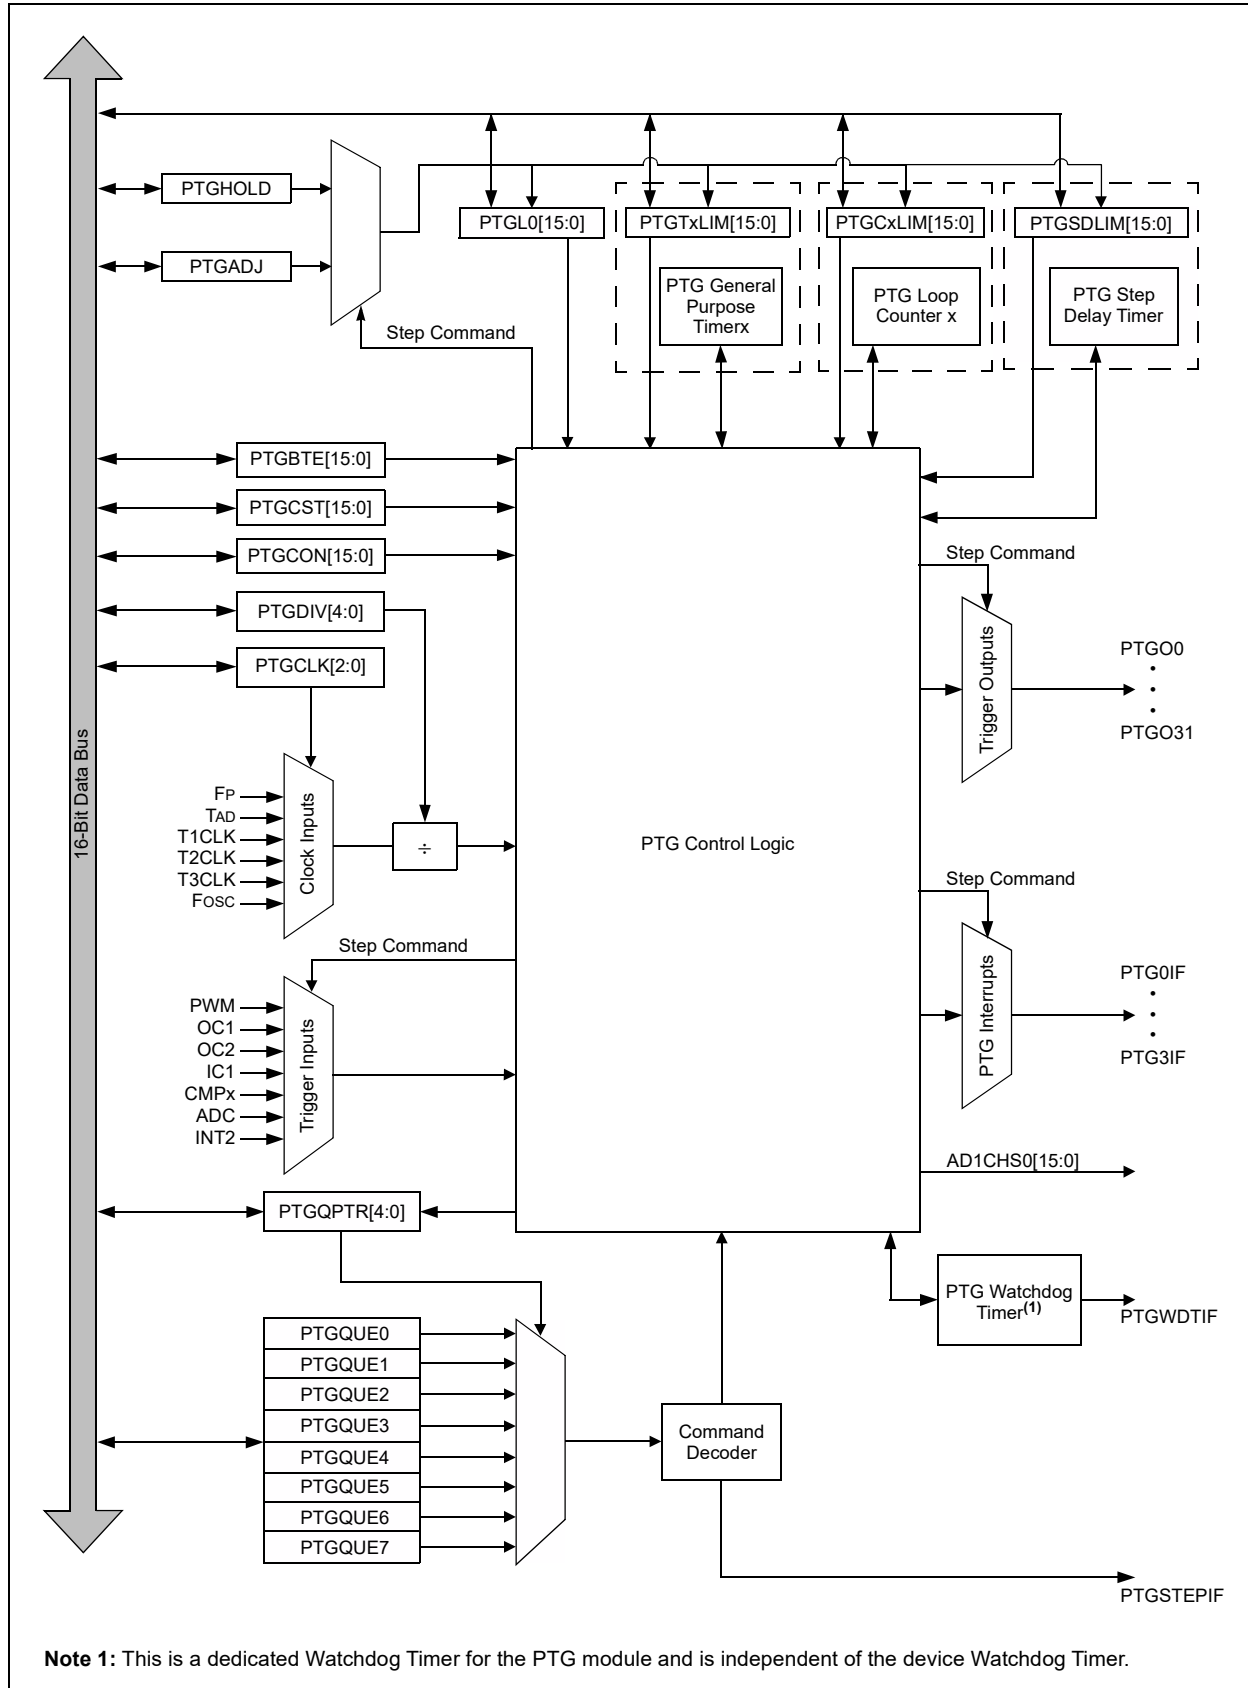 16-Bit Data Bus
PTGHOLD
PTGADJ
Step Command
PTGL0[15:0]
PTGTxLIM[15:0]
PTG General
Purpose
Timerx
PTGCxLIM[15:0]
PTG Loop
Counter x
PTGSDLIM[15:0]
PTG Step
Delay Timer
PTGBTE[15:0]
PTGCST[15:0]
PTGCON[15:0]
PTGDIV[4:0]
PTGCLK[2:0]
FP
TAD
T1CLK
T2CLK
T3CLK
FOSC
Clock Inputs
÷
PTG Control Logic
Step Command
Trigger Outputs
PTGO0
•
•
•
PTGO31
Step Command
PWM
OC1
OC2
IC1
CMPx
ADC
INT2
Trigger Inputs
Step Command
PTG Interrupts
PTG0IF
•
•
•
PTG3IF
AD1CHS0[15:0]
PTGQPTR[4:0]
PTG Watchdog
Timer(1)
PTGWDTIF
PTGQUE0
PTGQUE1
PTGQUE2
PTGQUE3
PTGQUE4
PTGQUE5
PTGQUE6
PTGQUE7
Command
Decoder
PTGSTEPIF
Note 1: This is a dedicated Watchdog Timer for the PTG module and is independent of the device Watchdog Timer.